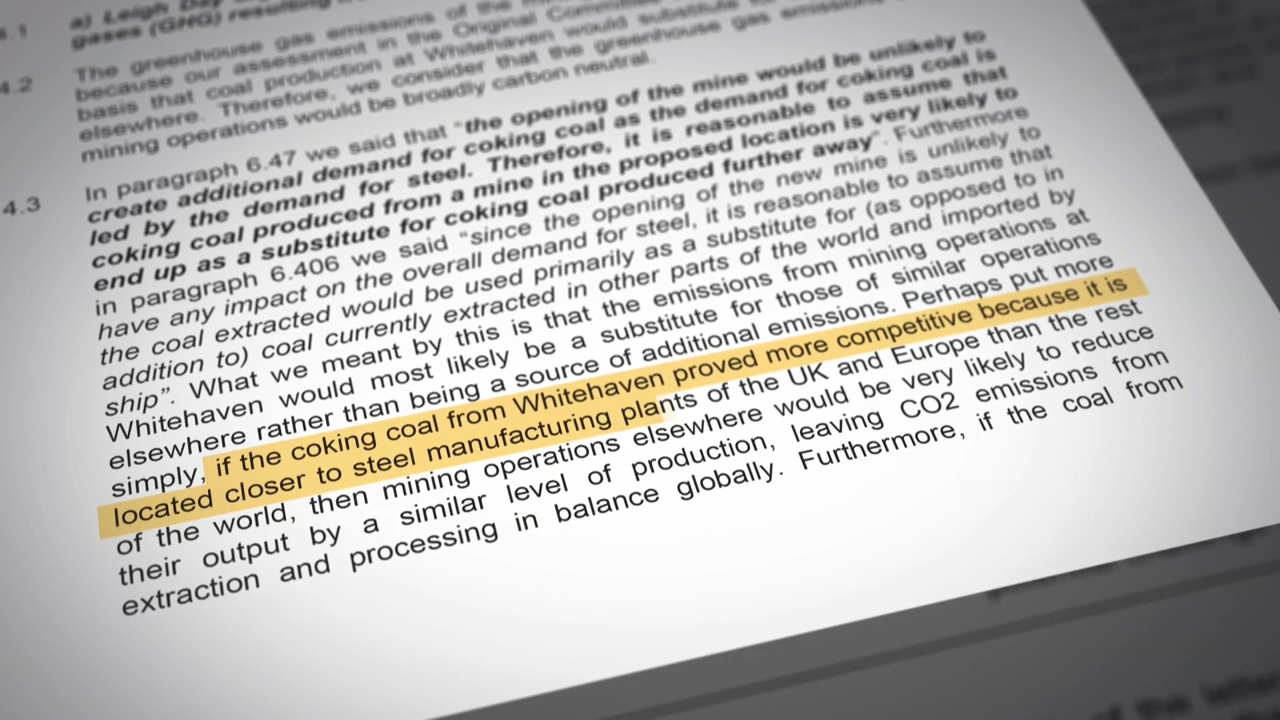 4.1 a) Leigh Day
gases (GHG) resulting
4.2 The greenhouse gas emissions of the
because our assessment in the Original Committee would substitute
basis that coal production at Whitehaven would substitute for
elsewhere. Therefore, we consider that the greenhouse gas emissions
mining operations would be broadly carbon neutral.
4.3 In paragraph 6.47 we said that "the opening of the mine would be unlikely to
create additional demand for coking coal as the demand for coking coal is
led by the demand for steel. Therefore, it is reasonable to assume that
coking coal produced from a mine in the proposed location is very likely to
end up as a substitute for coking coal produced further away". Furthermore
in paragraph 6.406 we said "since the opening of the new mine is unlikely to
have any impact on the overall demand for steel, it is reasonable to assume that
the coal extracted would be used primarily as a substitute for (as opposed to in
addition to) coal currently extracted in other parts of the world and imported by
ship". What we meant by this is that the emissions from mining operations at
Whitehaven would most likely be a substitute for those of similar operations
elsewhere rather than being a source of additional emissions. Perhaps put more
simply, if the coking coal from Whitehaven proved more competitive because it is
located closer to steel manufacturing plants of the UK and Europe than the rest
of the world, then mining operations elsewhere would be very likely to reduce
their output by a similar level of production, leaving CO2 emissions from
extraction and processing in balance globally. Furthermore, if the coal from
of the letter